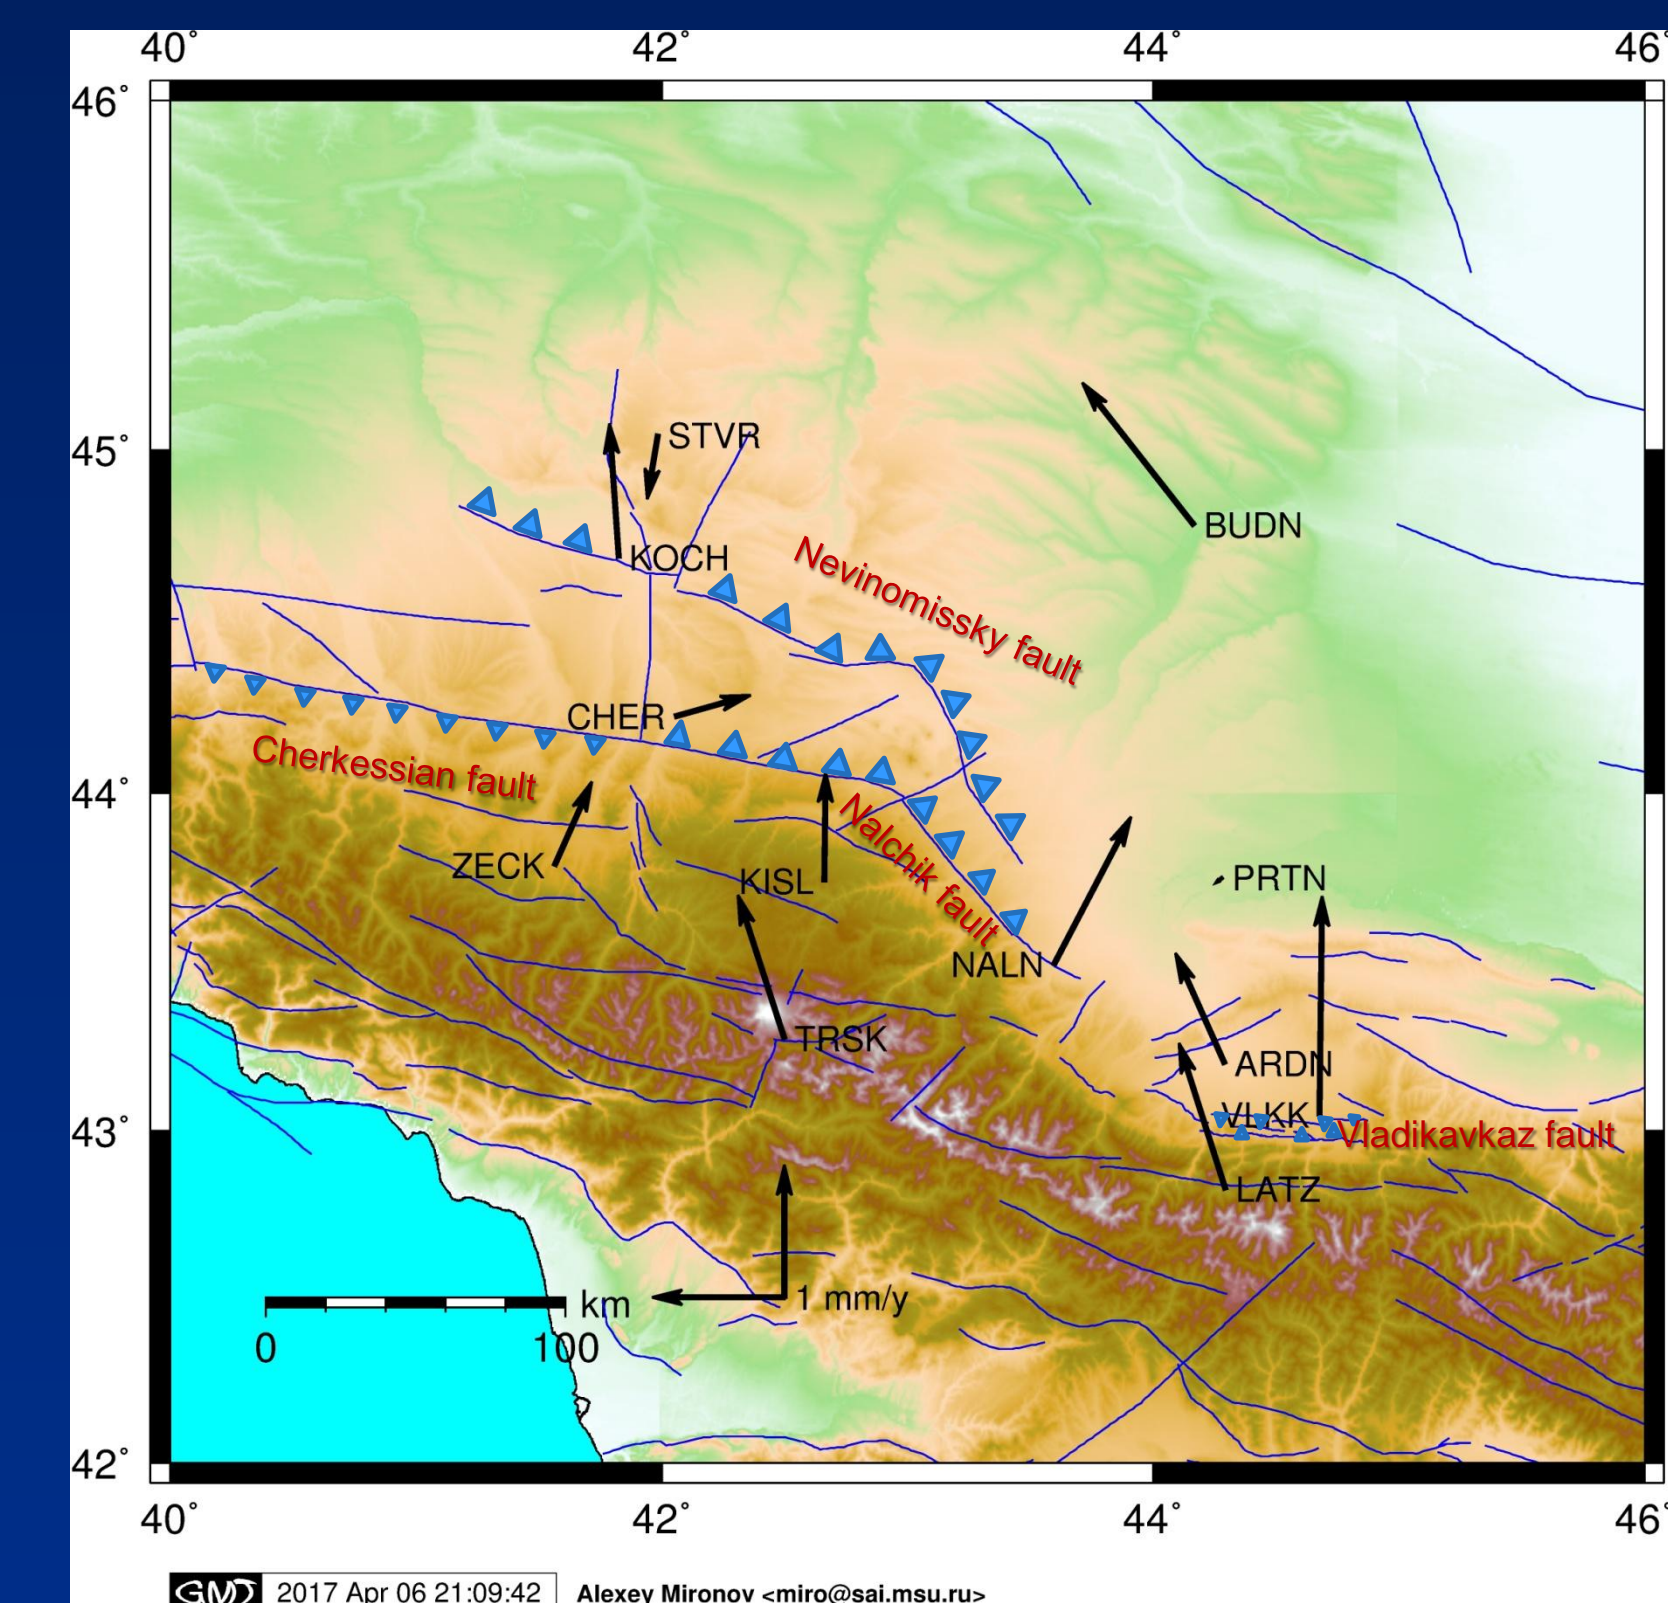 40° 42° 44° 46°
46°
STVR
45°
BUDN
KOCH
Nevinomissky fault
CHER
Cherkessian fault
44°
Nalchik fault
ZECK
KISL
PRTN
NALN
TRSK
ARDN
VLKK
43°
Vladikavkaz fault
LATZ
km
1 mm/y
0 100
42°
40° 42° 44° 46°
GMT 2017 Apr 06 21:09:42 Alexey Mironov <miro@sai.msu.ru>